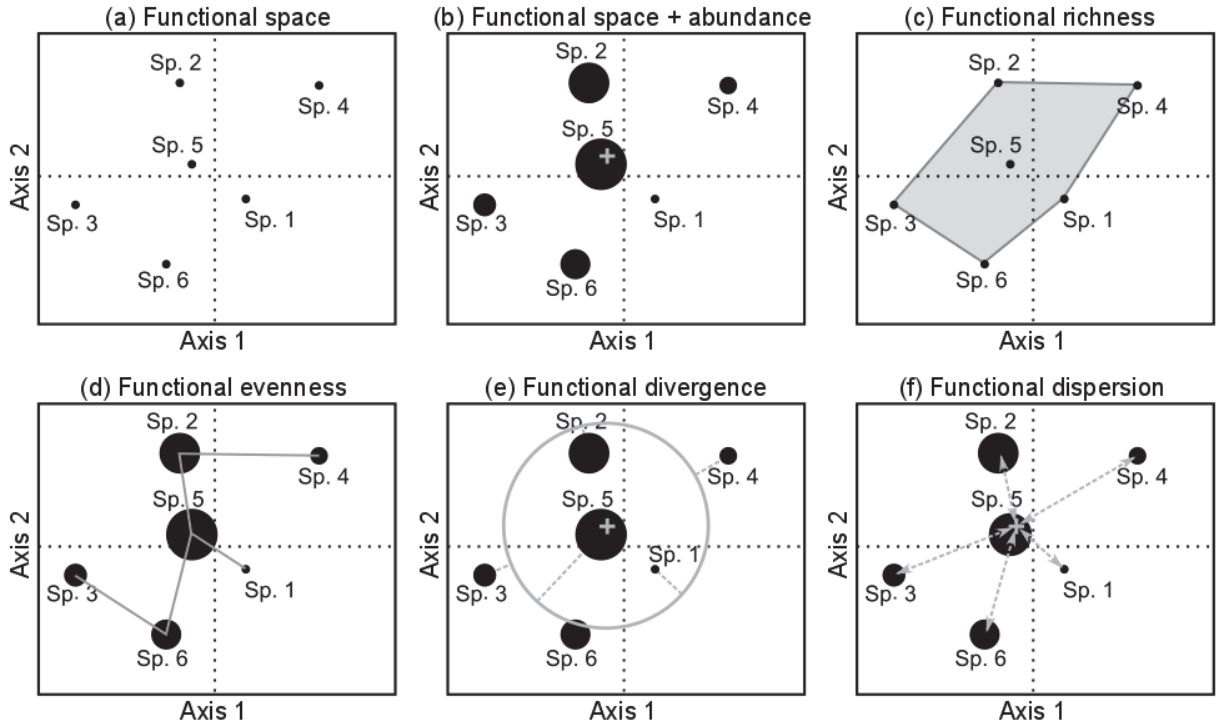 (a) Functional space
Sp. 2
Sp. 4
Sp. 5
Sp. 3
Sp. 1
Sp. 6
Axis 2
Axis 1
(b) Functional space + abundance
Sp. 2
Sp. 4
Sp. 5
Sp. 3
Sp. 1
Sp. 6
Axis 2
Axis 1
(c) Functional richness
Sp. 2
Sp. 4
Sp. 5
Sp. 3
Sp. 1
Sp. 6
Axis 2
Axis 1
(d) Functional evenness
Sp. 2
Sp. 4
Sp. 5
Sp. 3
Sp. 1
Sp. 6
Axis 2
Axis 1
(e) Functional divergence
Sp. 2
Sp. 4
Sp. 5
Sp. 1
Sp. 3
Sp. 6
Axis 2
Axis 1
(f) Functional dispersion
Sp. 2
Sp. 4
Sp. 5
Sp. 3
Sp. 1
Sp. 6
Axis 2
Axis 1